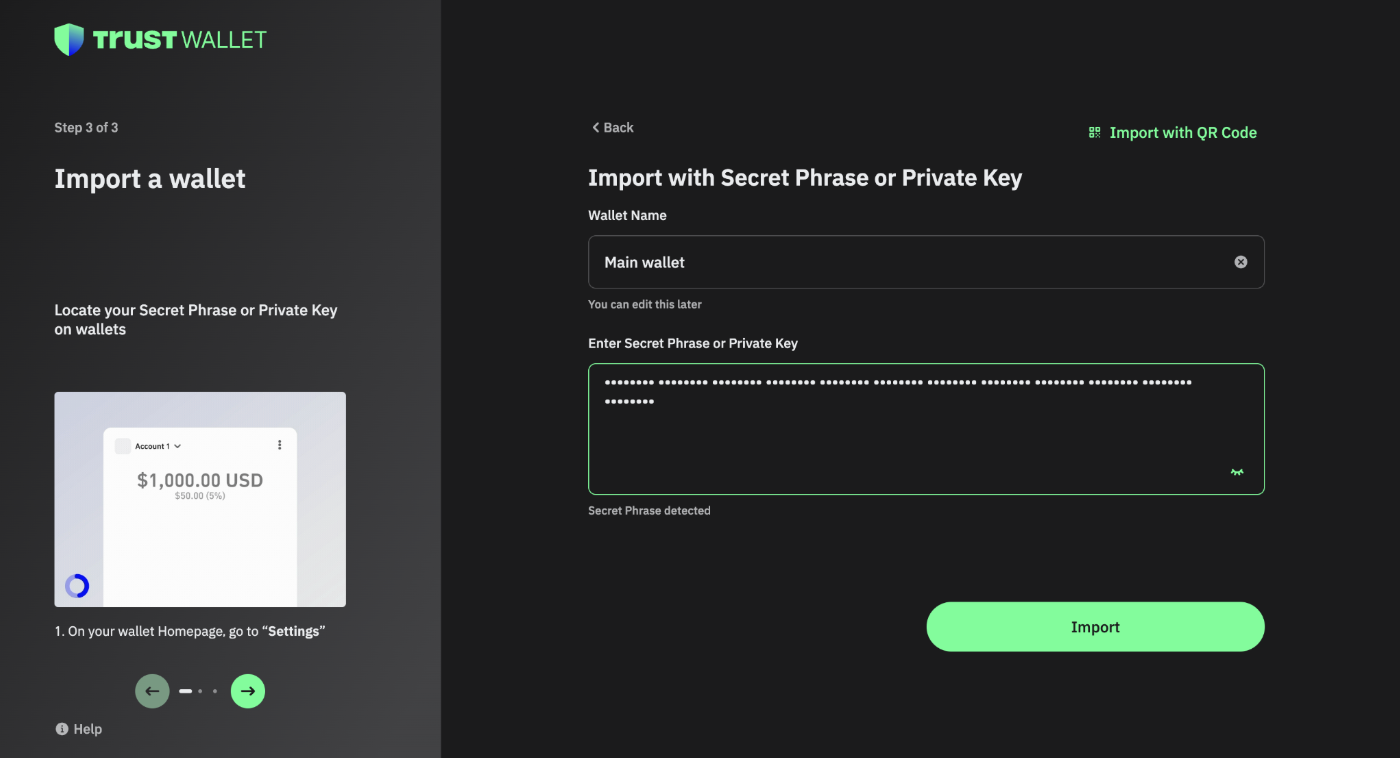 TRUST WALLET
Step 3 of 3
Import a wallet
Locate your Secret Phrase or Private Key
on wallets
Account 1
$1,000.00 USD
$50.00 (5%)
1. On your wallet Homepage, go to “Settings”
Help
Back
Import with QR Code
Import with Secret Phrase or Private Key
Wallet Name
Main wallet
You can edit this later
Enter Secret Phrase or Private Key
•••••••• •••••••• •••••••• •••••••• •••••••• •••••••• •••••••• •••••••• •••••••• •••••••• ••••••••
••••••••
Secret Phrase detected
Import